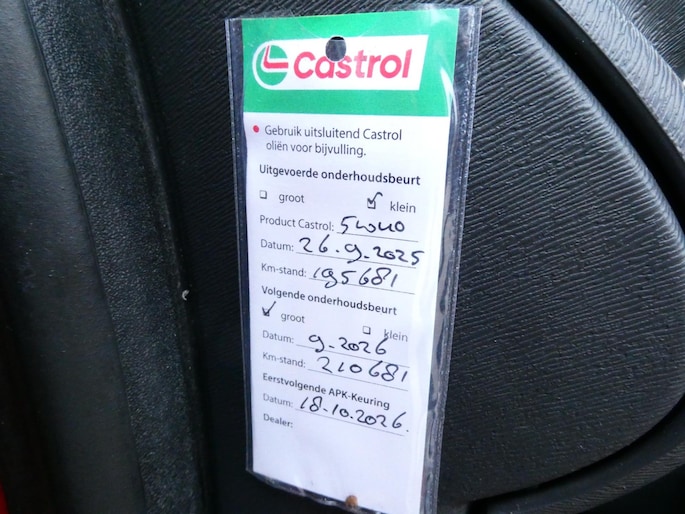 Castrol
Gebruik uitsluitend Castrol
oliën voor bijvulling.
Uitgevoerde onderhoudsbeurt
groot klein
Product Castrol: 5w40
Datum: 26.9.2025
Km-stand: 195681
Volgende onderhoudsbeurt
groot klein
Datum: 9-2026
Km-stand: 210681
Eerstvolgende APK-Keuring
Datum: 18-10.2026.
Dealer: